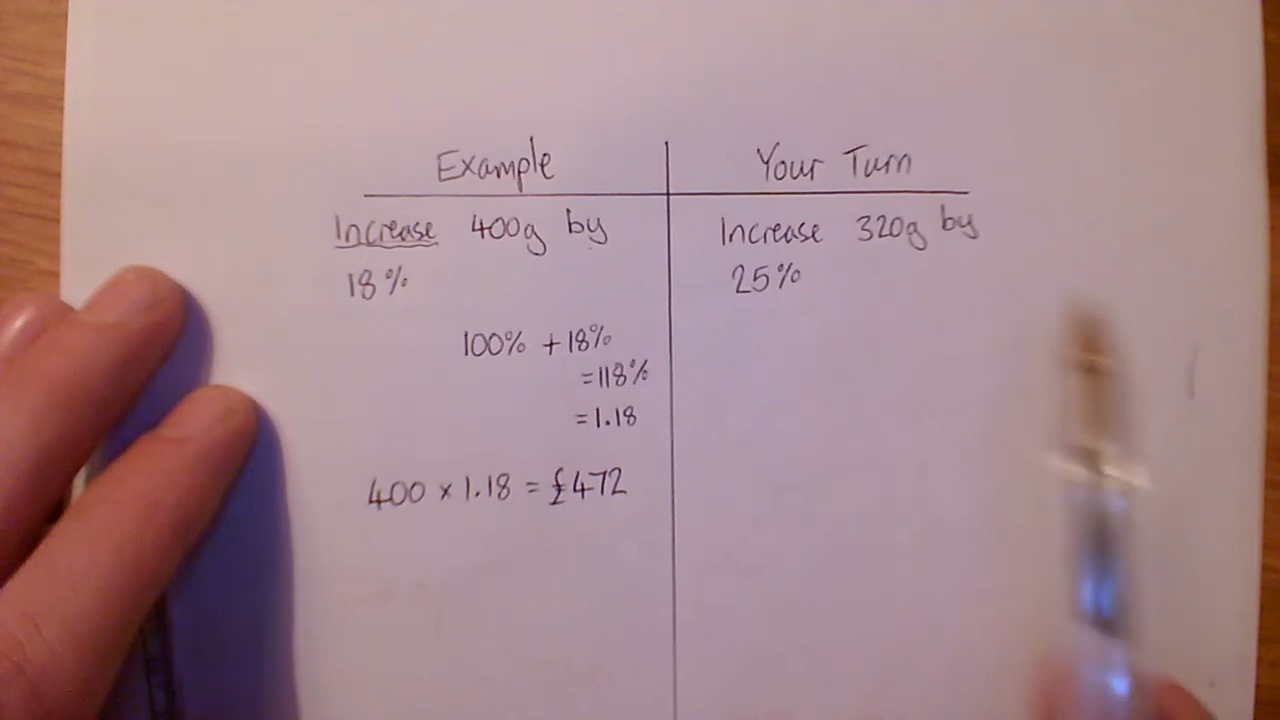 Example
Increase 400g by
18%
100% + 18%
= 118%
= 1.18
400 × 1.18 = £472
Your Turn
Increase 320g by
25%